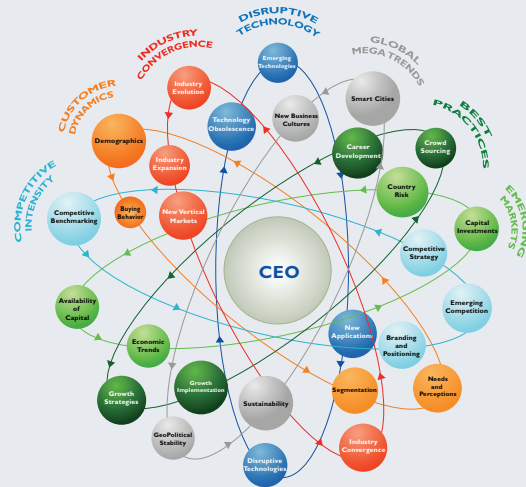 DISRUPTIVE
TECHNOLOGY
INDUSTRY
CONVERGENCE
GLOBAL
MEGA TRENDS
CUSTOMER
DYNAMICS
BEST
PRACTICES
COMPETITIVE
INTENSITY
EMERGING
MARKETS
Emerging
Technologies
Industry
Evolution
Smart Cities
Technology
Obsolescence
New Business
Cultures
Demographics
Career
Development
Crowd
Sourcing
Industry
Expansion
Country
Risk
Competitive
Benchmarking
Buying
Behavior
New Vertical
Markets
Capital
Investments
Competitive
Strategy
CEO
Availability
of
Capital
Emerging
Competition
Economic
Trends
New
Applications
Branding
and
Positioning
Growth
Strategies
Growth
Implementation
Sustainability
Segmentation
Needs
and
Perceptions
GeoPolitical
Stability
Industry
Convergence
Disruptive
Technologies